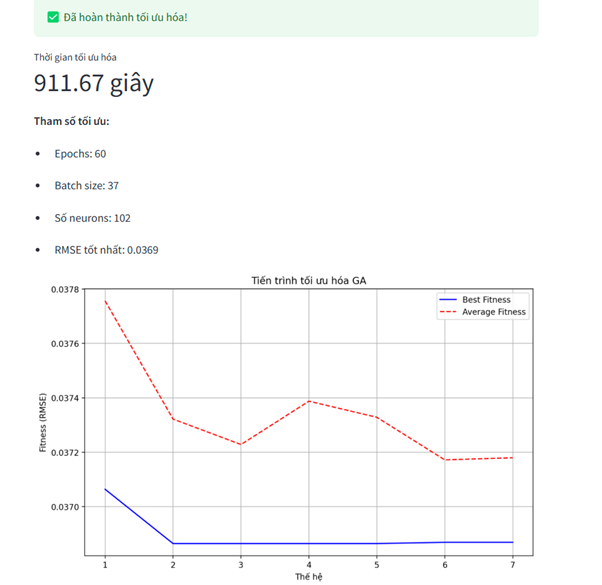 ✅ Đã hoàn thành tối ưu hóa!
Thời gian tối ưu hóa
911.67 giây
Tham số tối ưu:
• Epochs: 60
• Batch size: 37
• Số neurons: 102
• RMSE tốt nhất: 0.0369
Tiến trình tối ưu hóa GA
Best Fitness
Average Fitness
Fitness (RMSE)
0.0378
0.0376
0.0374
0.0372
0.0370
1 2 3 4 5 6 7
Thế hệ